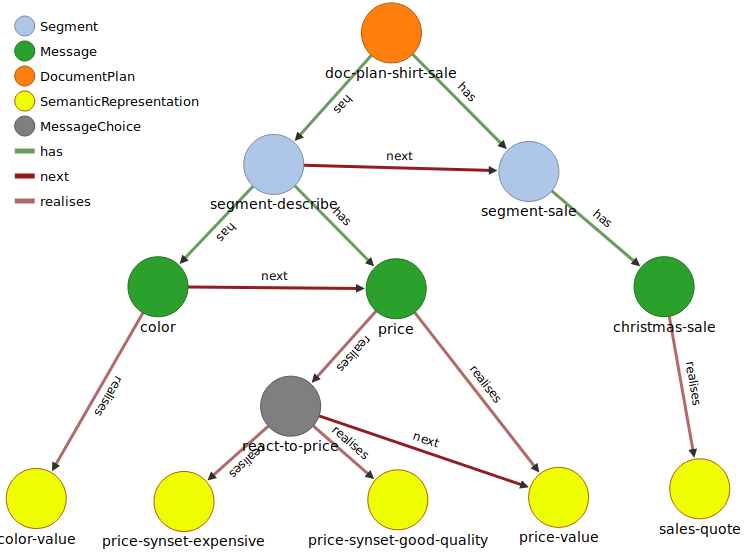 Segment
Message
DocumentPlan
SemanticRepresentation
MessageChoice
has
next
realises
doc-plan-shirt-sale
has
has
next
segment-describe
segment-sale
has
has
has
next
color
price
christmas-sale
realises
realises
realises
realises
react-to-price
next
realises
realises
color-value
price-synset-expensive
price-synset-good-quality
price-value
sales-quote